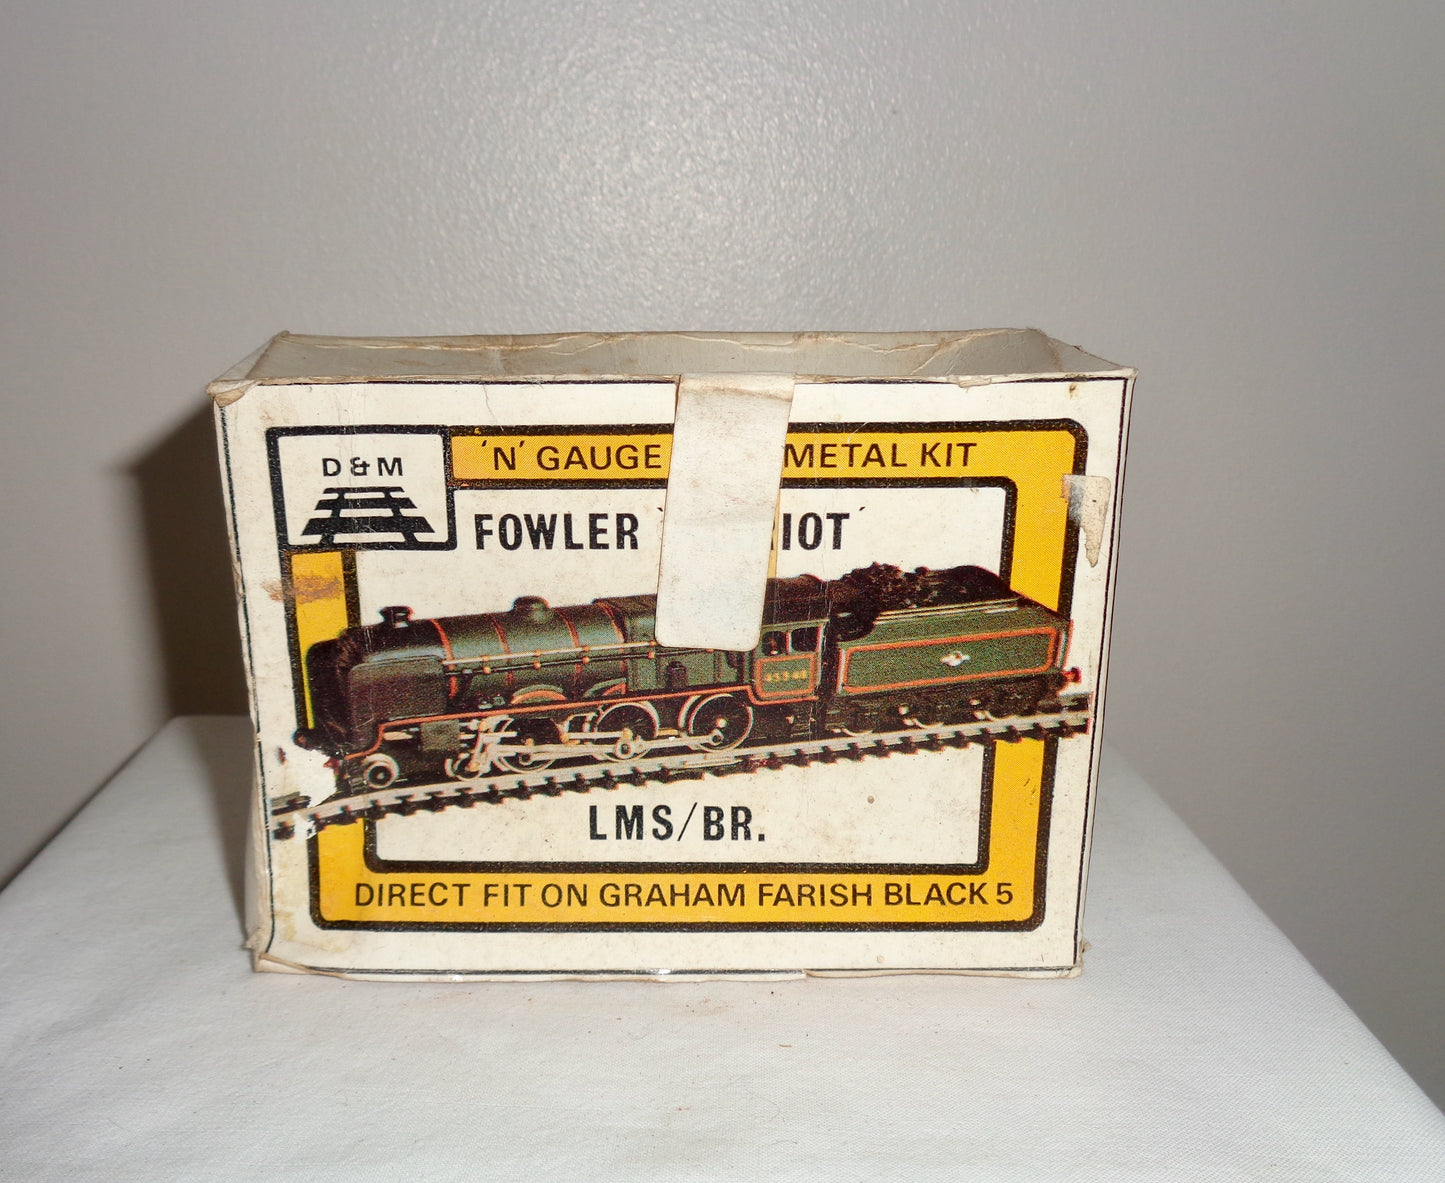 D & M
'N' GAUGE METAL KIT
FOWLER ' IOT'
LMS/BR.
DIRECT FIT ON GRAHAM FARISH BLACK 5